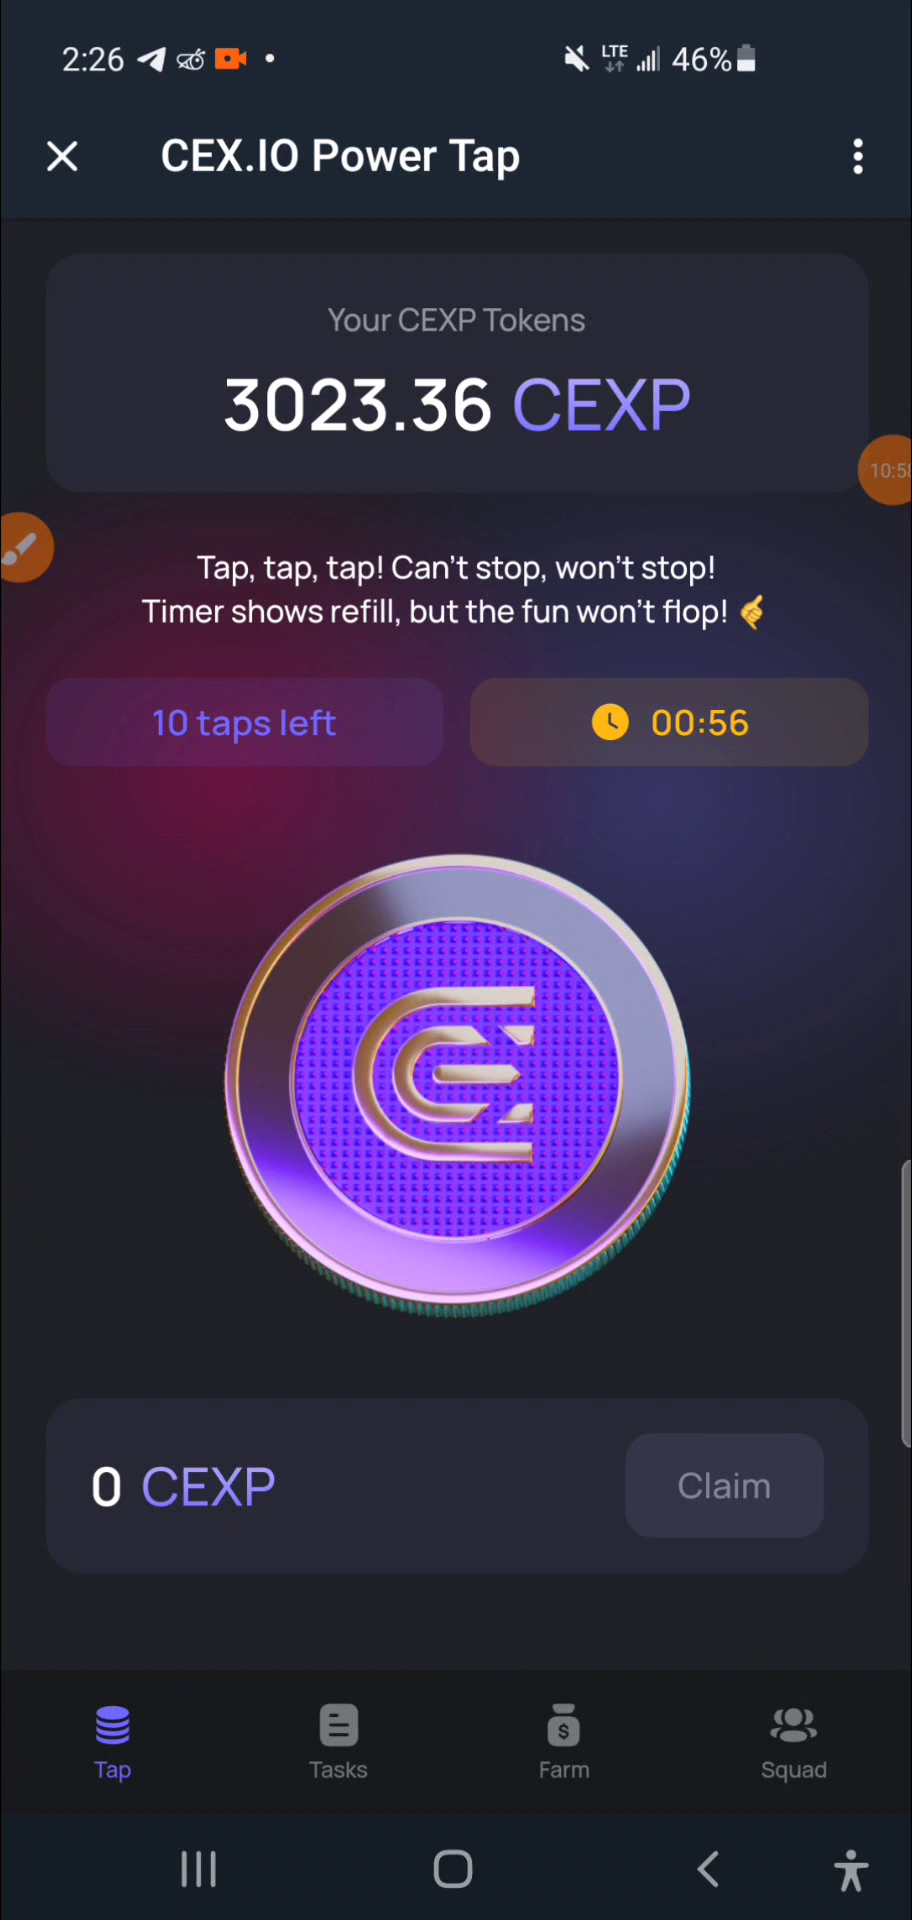 2:26 LTE 46%
CEX.IO Power Tap
Your CEXP Tokens
3023.36 CEXP
10:58
Tap, tap, tap! Can't stop, won't stop!
Timer shows refill, but the fun won't flop! 🤙
10 taps left
00:56
0 CEXP
Claim
Tap
Tasks
Farm
Squad